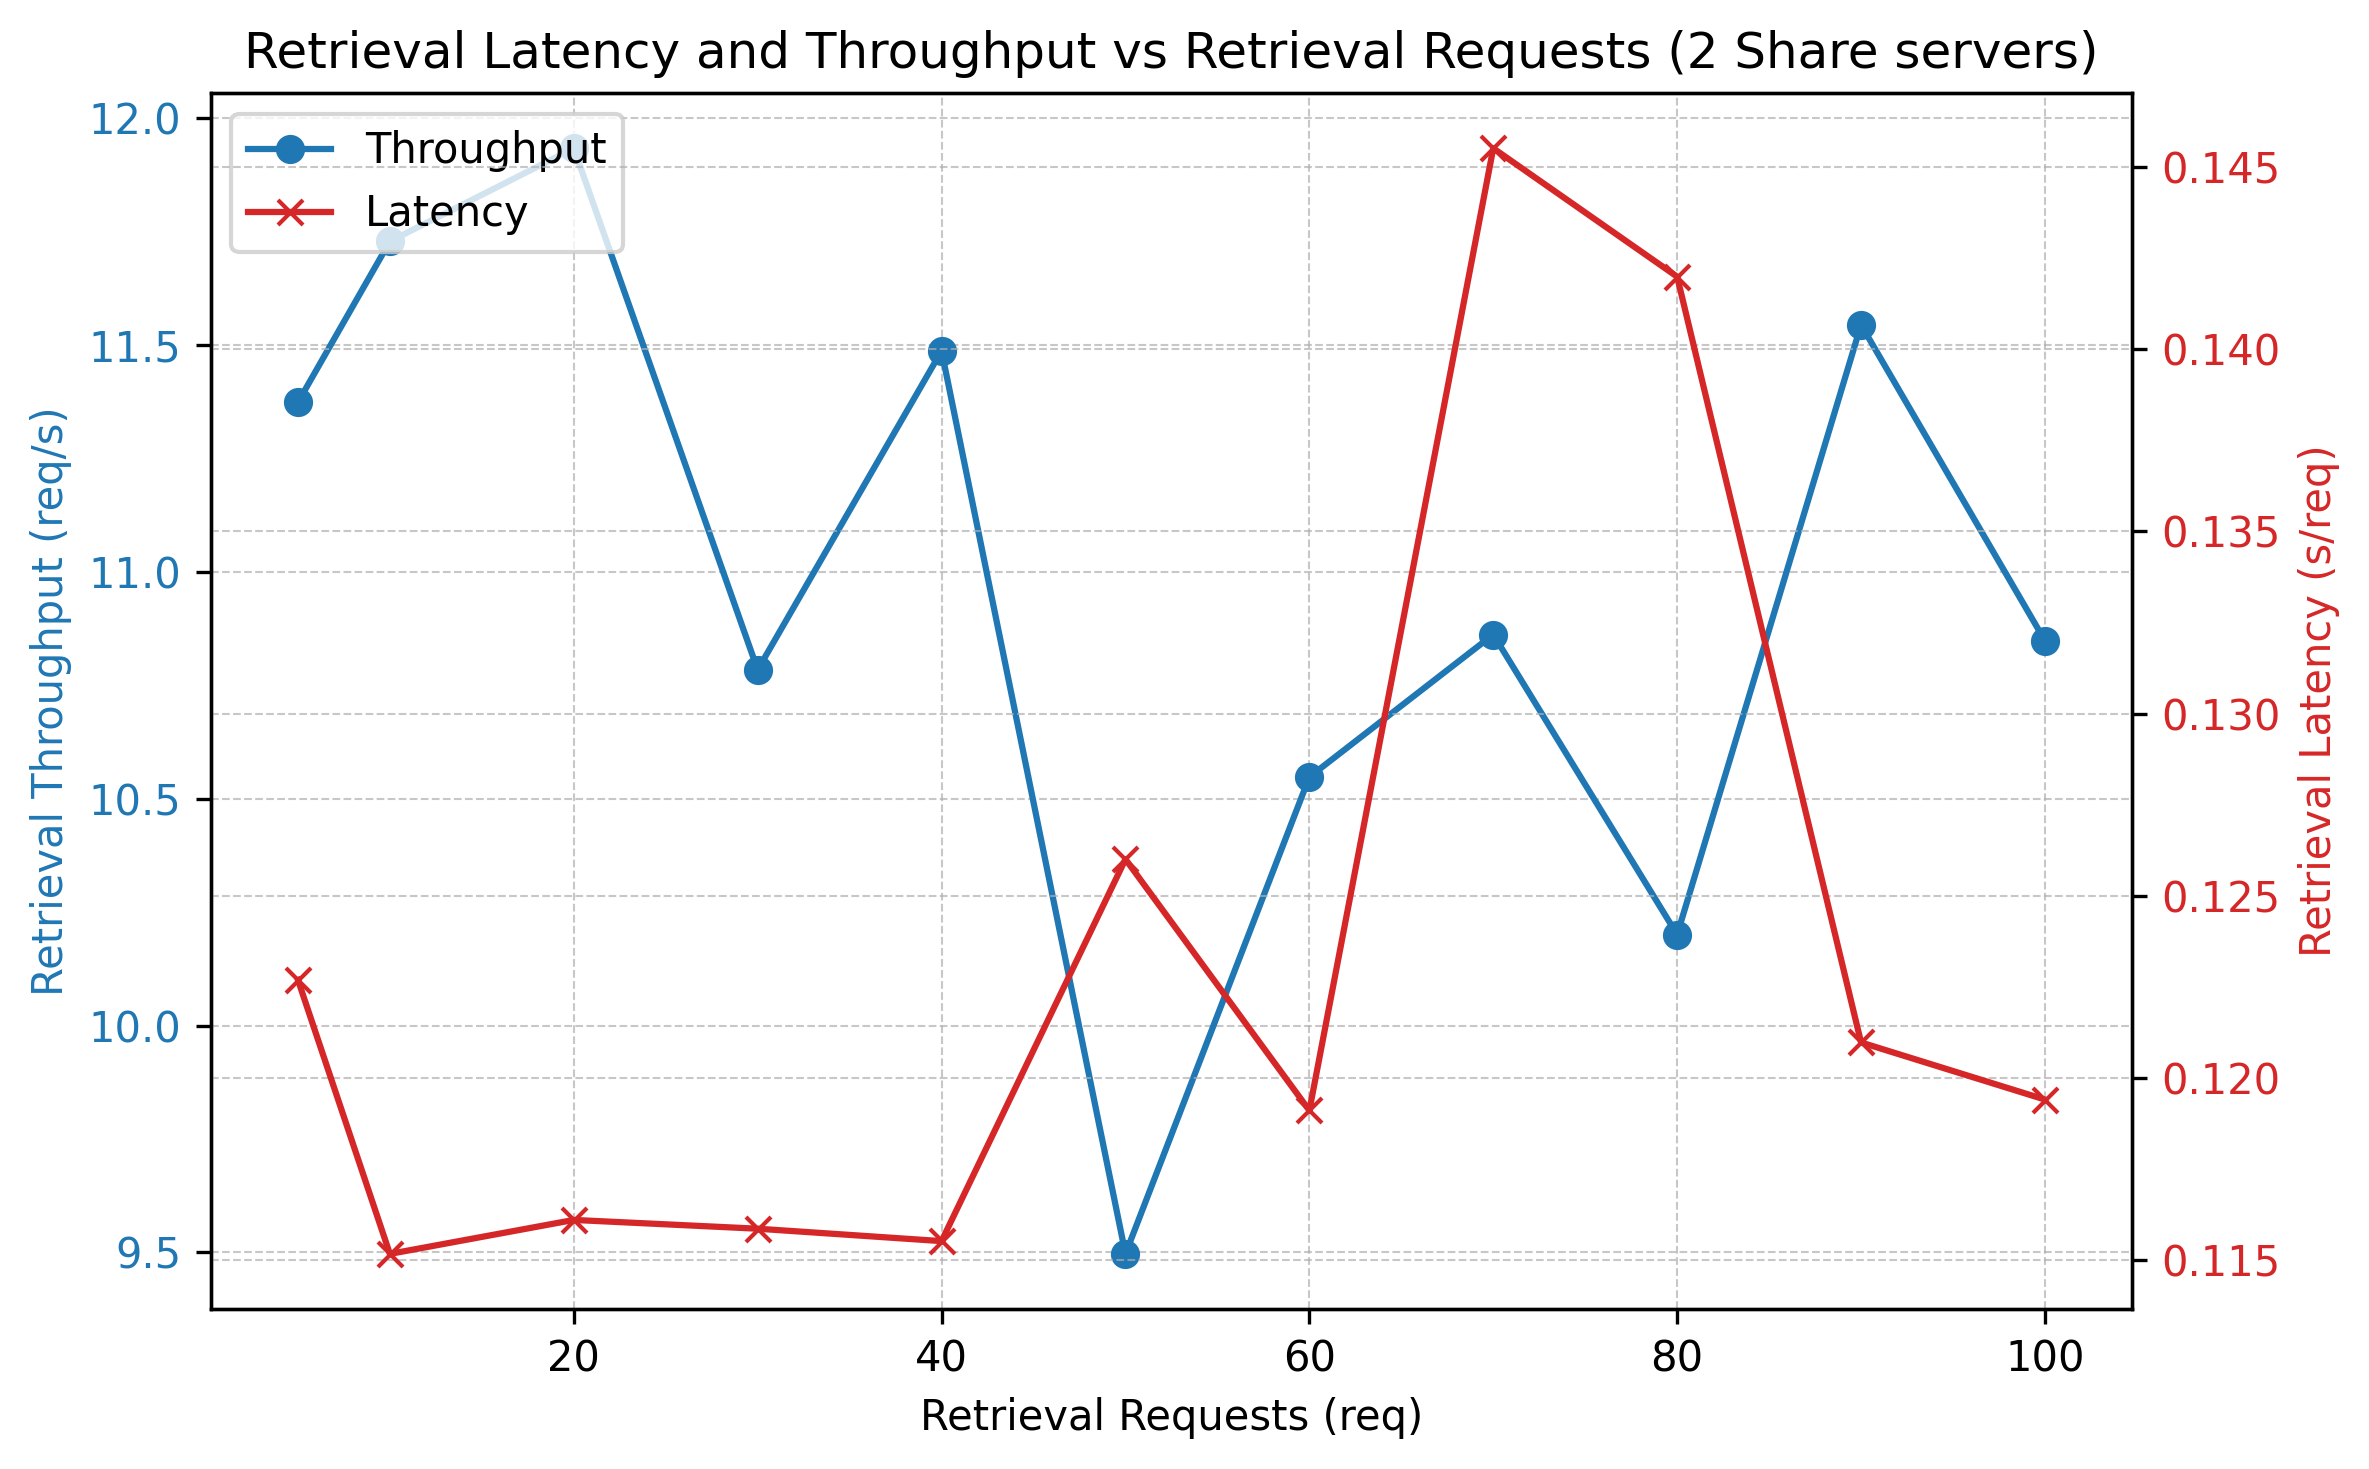 Retrieval Latency and Throughput vs Retrieval Requests (2 Share servers)
Throughput
Latency
Retrieval Throughput (req/s)
12.0
11.5
11.0
10.5
10.0
9.5
0.145
0.140
0.135
0.130
0.125
0.120
0.115
Retrieval Latency (s/req)
20 40 60 80 100
Retrieval Requests (req)